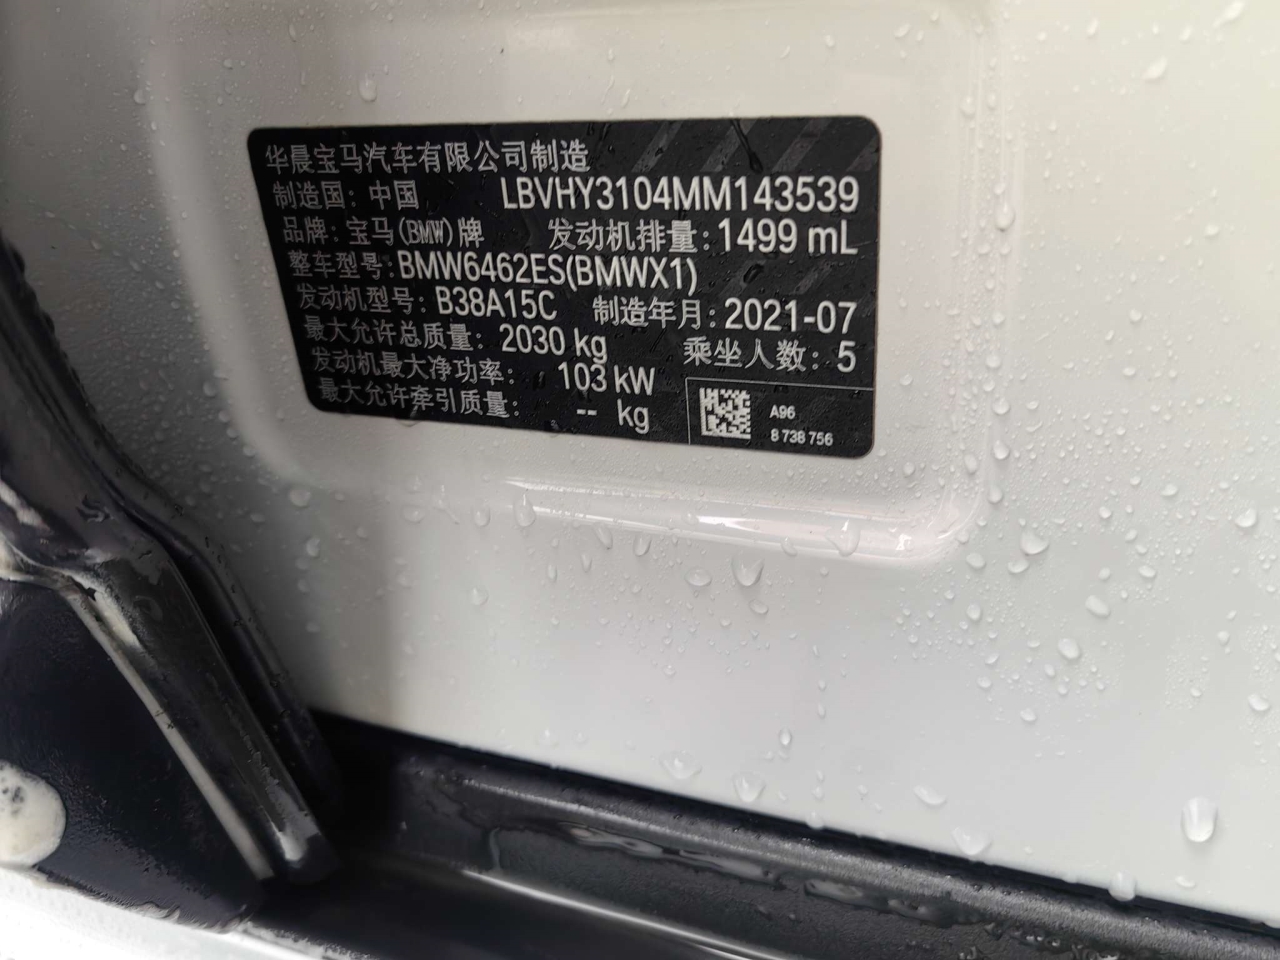 华晨宝马汽车有限公司制造
制造国：中国 LBVHY3104MM143539
品牌：宝马(BMW)牌 发动机排量：1499 mL
整车型号：BMW6462ES(BMWX1)
发动机型号：B38A15C 制造年月：2021-07
最大允许总质量：2030 kg 乘坐人数：5
发动机最大净功率：103 kW
最大允许牵引质量：-- kg
A96
8 738 756